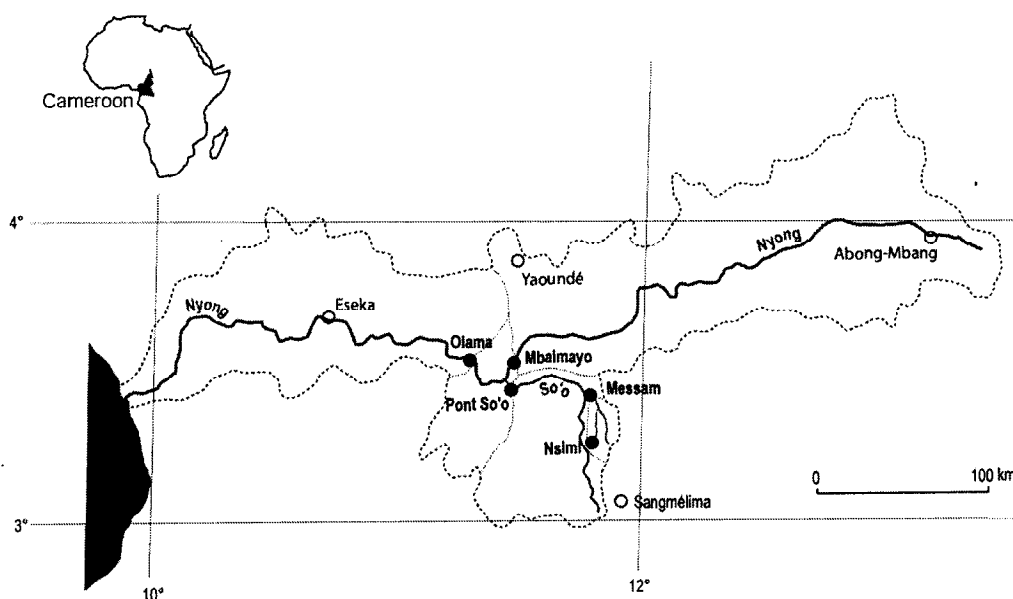 Cameroon
4°
Nyong
Abong-Mbang
Yaoundé
Nyong
Eseka
Olama
Mbalmayo
So'o
Messam
Pont So'o
Nsimi
0 100 km
Sangmélima
3°
10°
12°